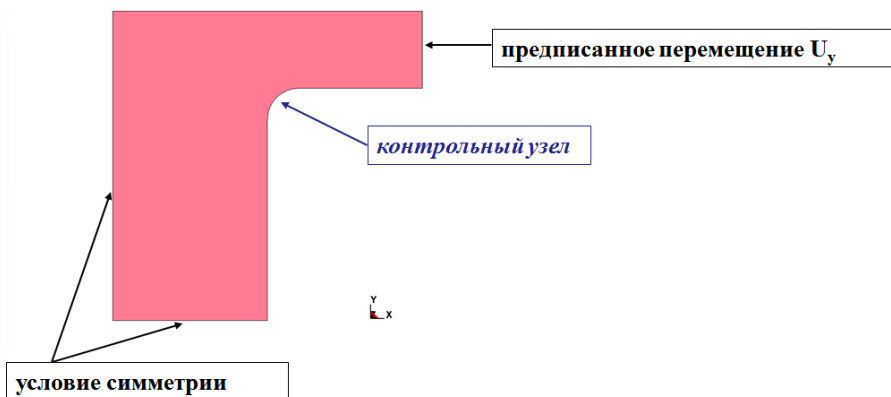 предписанное перемещение Uy
контрольный узел
Y
X
условие симметрии